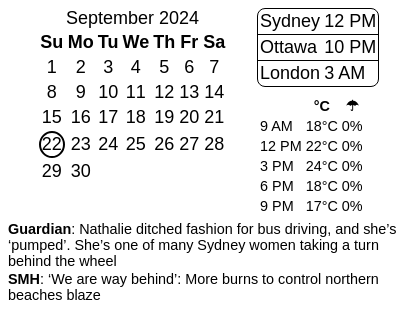 September 2024
Su Mo Tu We Th Fr Sa
1 2 3 4 5 6 7
8 9 10 11 12 13 14
15 16 17 18 19 20 21
22 23 24 25 26 27 28
29 30
Sydney 12 PM
Ottawa 10 PM
London 3 AM
°C ☂
9 AM 18°C 0%
12 PM 22°C 0%
3 PM 24°C 0%
6 PM 18°C 0%
9 PM 17°C 0%
Guardian: Nathalie ditched fashion for bus driving, and she’s
‘pumped’. She’s one of many Sydney women taking a turn
behind the wheel
SMH: ‘We are way behind’: More burns to control northern
beaches blaze